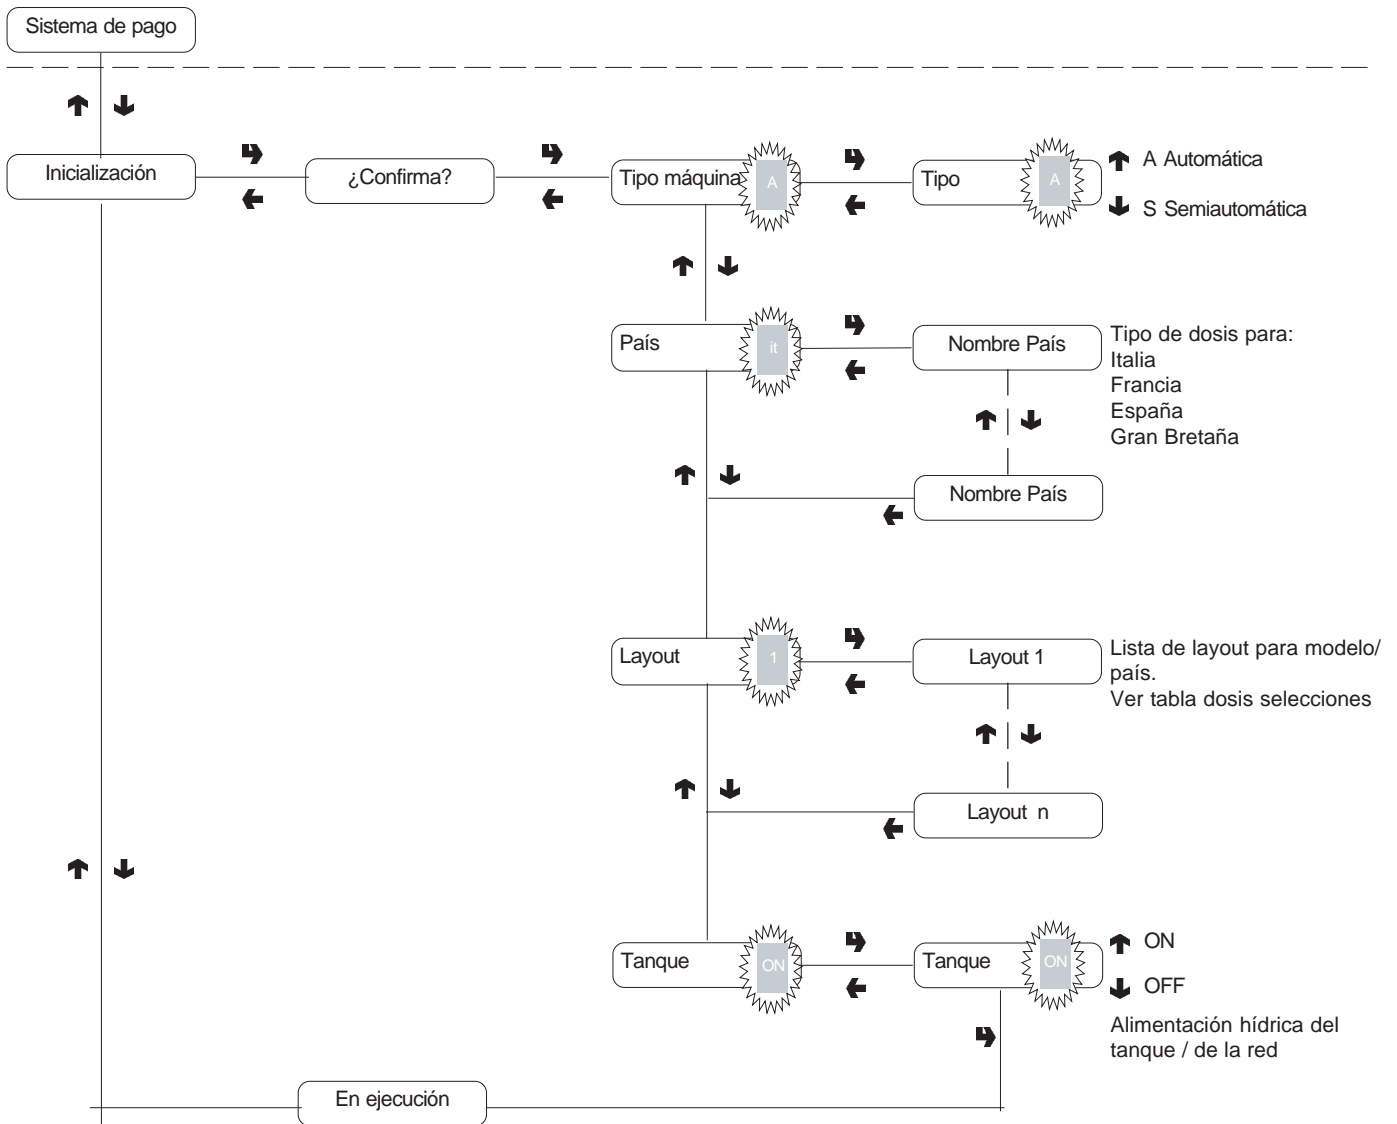 Sistema de pago
Inicialización
¿Confirma?
Tipo máquina
A
Tipo
A
A Automática
S Semiautomática
País
it
Nombre País
Tipo de dosis para:
Italia
Francia
España
Gran Bretaña
Nombre País
Layout
1
Layout 1
Lista de layout para modelo/
país.
Ver tabla dosis selecciones
Layout n
Tanque
ON
Tanque
ON
ON
OFF
Alimentación hídrica del
tanque / de la red
En ejecución